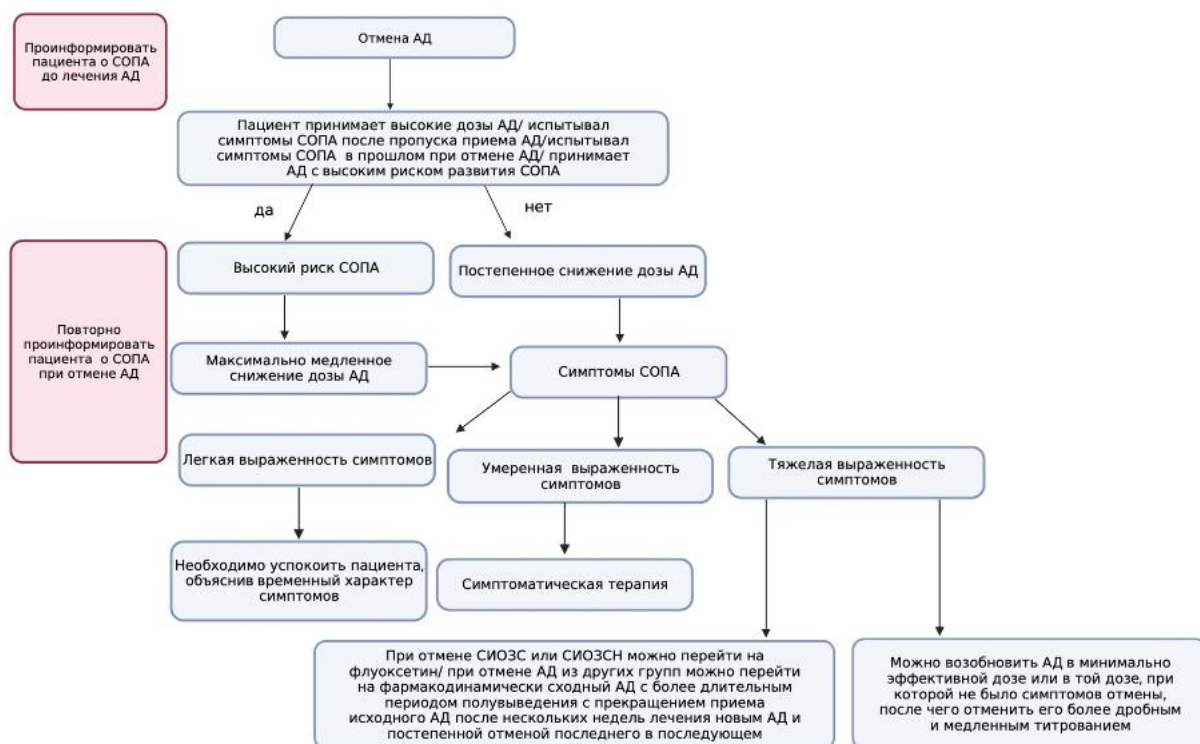 Проинформировать
пациента о СОПА
до лечения АД
Отмена АД
Пациент принимает высокие дозы АД/ испытывал
симптомы СОПА после пропуска приема АД/испытывал
симптомы СОПА в прошлом при отмене АД/ принимает
АД с высоким риском развития СОПА
да
нет
Повторно
проинформировать
пациента о СОПА
при отмене АД
Высокий риск СОПА
Постепенное снижение дозы АД
Максимально медленное
снижение дозы АД
Симптомы СОПА
Легкая выраженность симптомов
Умеренная выраженность
симптомов
Тяжелая выраженность
симптомов
Необходимо успокоить пациента,
объяснив временный характер
симптомов
Симптоматическая терапия
При отмене СИОЗС или СИОЗСН можно перейти на
флуоксетин/ при отмене АД из других групп можно перейти
на фармакодинамически сходный АД с более длительным
периодом полувыведения с прекращением приема
исходного АД после нескольких недель лечения новым АД и
постепенной отменой последнего в последующем
Можно возобновить АД в минимально
эффективной дозе или в той дозе, при
которой не было симптомов отмены,
после чего отменить его более дробным
и медленным титрованием